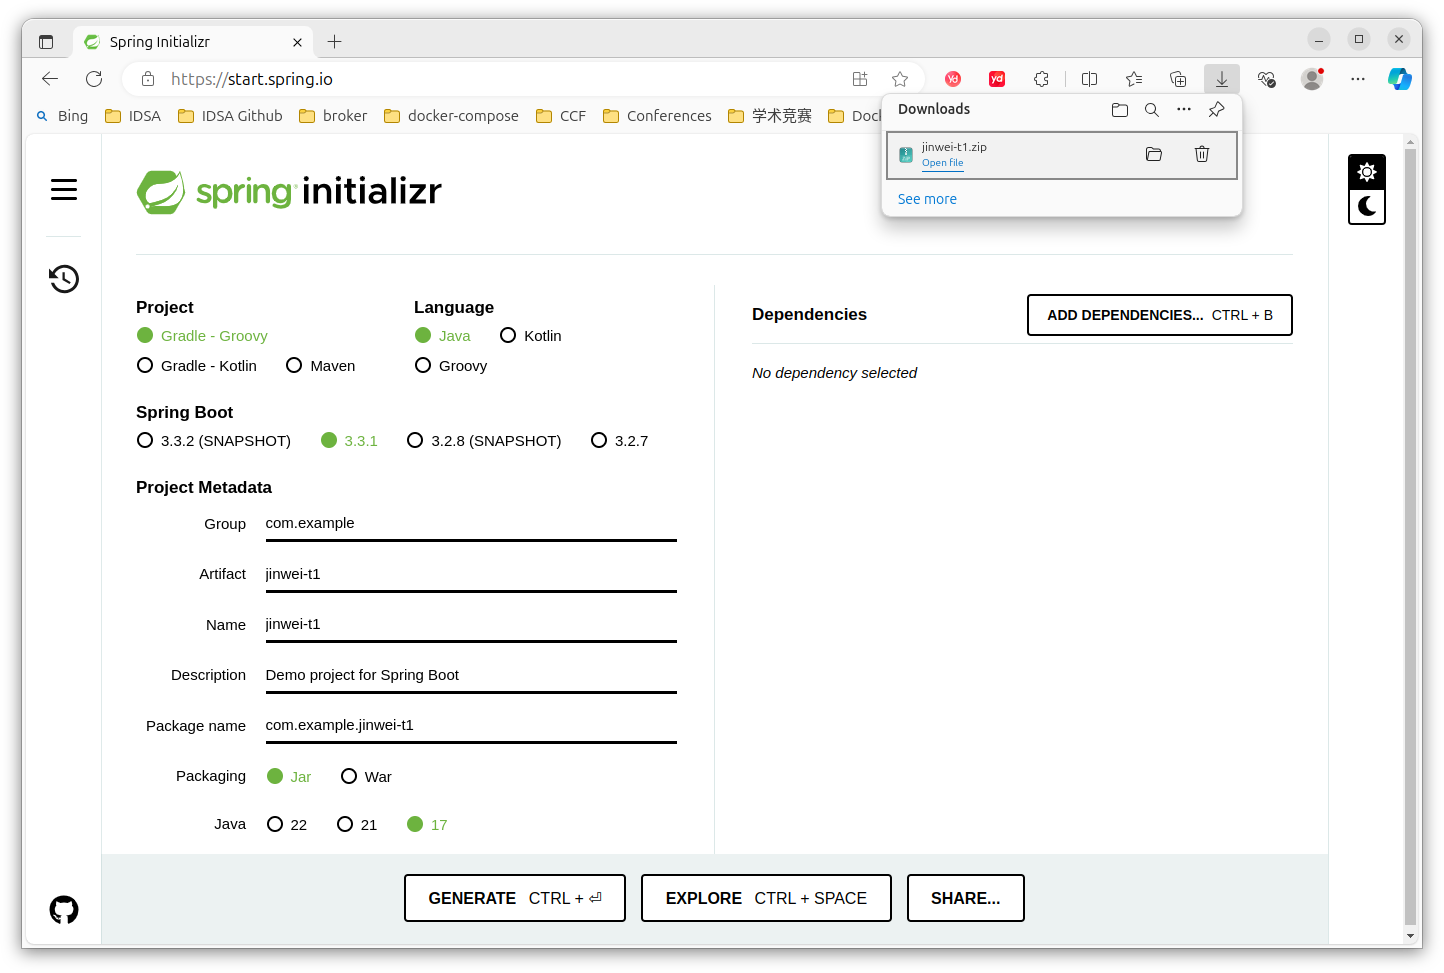 Spring Initializr
https://start.spring.io
Bing IDSA IDSA Github broker docker-compose CCF Conferences 学术竞赛
Downloads
jinwei-t1.zip
Open file
See more
spring initializr
Project
Gradle - Groovy
Gradle - Kotlin Maven
Language
Java Kotlin
Groovy
Spring Boot
3.3.2 (SNAPSHOT) 3.3.1 3.2.8 (SNAPSHOT) 3.2.7
Project Metadata
Group com.example
Artifact jinwei-t1
Name jinwei-t1
Description Demo project for Spring Boot
Package name com.example.jinwei-t1
Packaging Jar War
Java 22 21 17
Dependencies
ADD DEPENDENCIES... CTRL + B
No dependency selected
GENERATE CTRL + ⏎
EXPLORE CTRL + SPACE
SHARE...